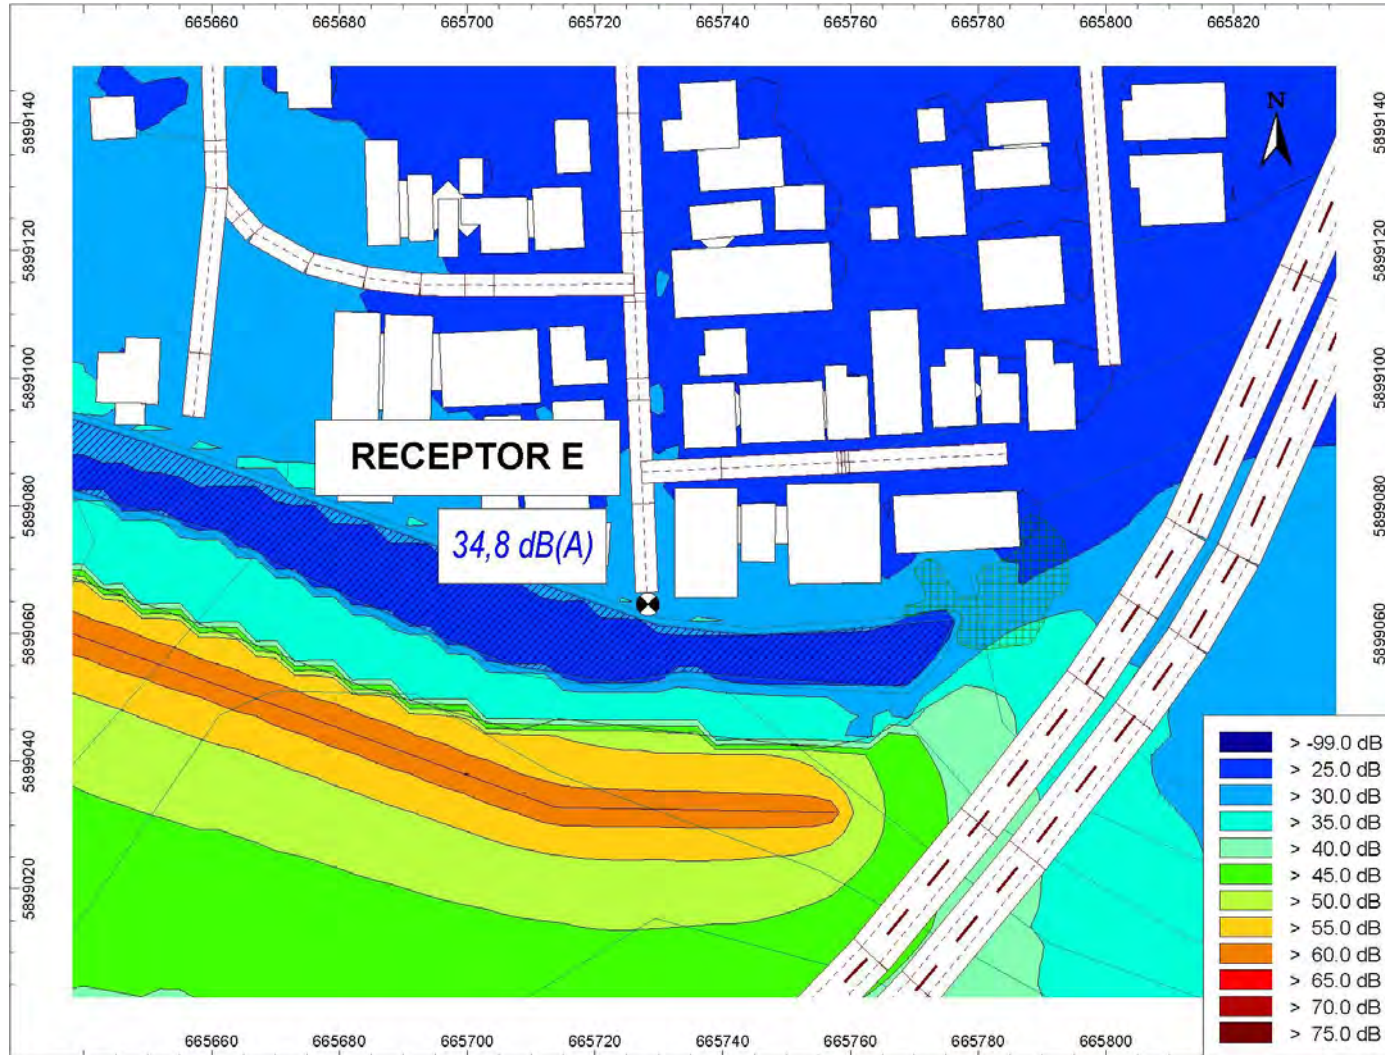 665660 665680 665700 665720 665740 665760 665780 665800 665820
5899140
5899120
5899100
5899080
5899060
5899040
5899020
5899140
5899120
5899100
5899080
5899060
N
RECEPTOR E
34,8 dB(A)
> -99.0 dB
> 25.0 dB
> 30.0 dB
> 35.0 dB
> 40.0 dB
> 45.0 dB
> 50.0 dB
> 55.0 dB
> 60.0 dB
> 65.0 dB
> 70.0 dB
> 75.0 dB
665660 665680 665700 665720 665740 665760 665780 665800